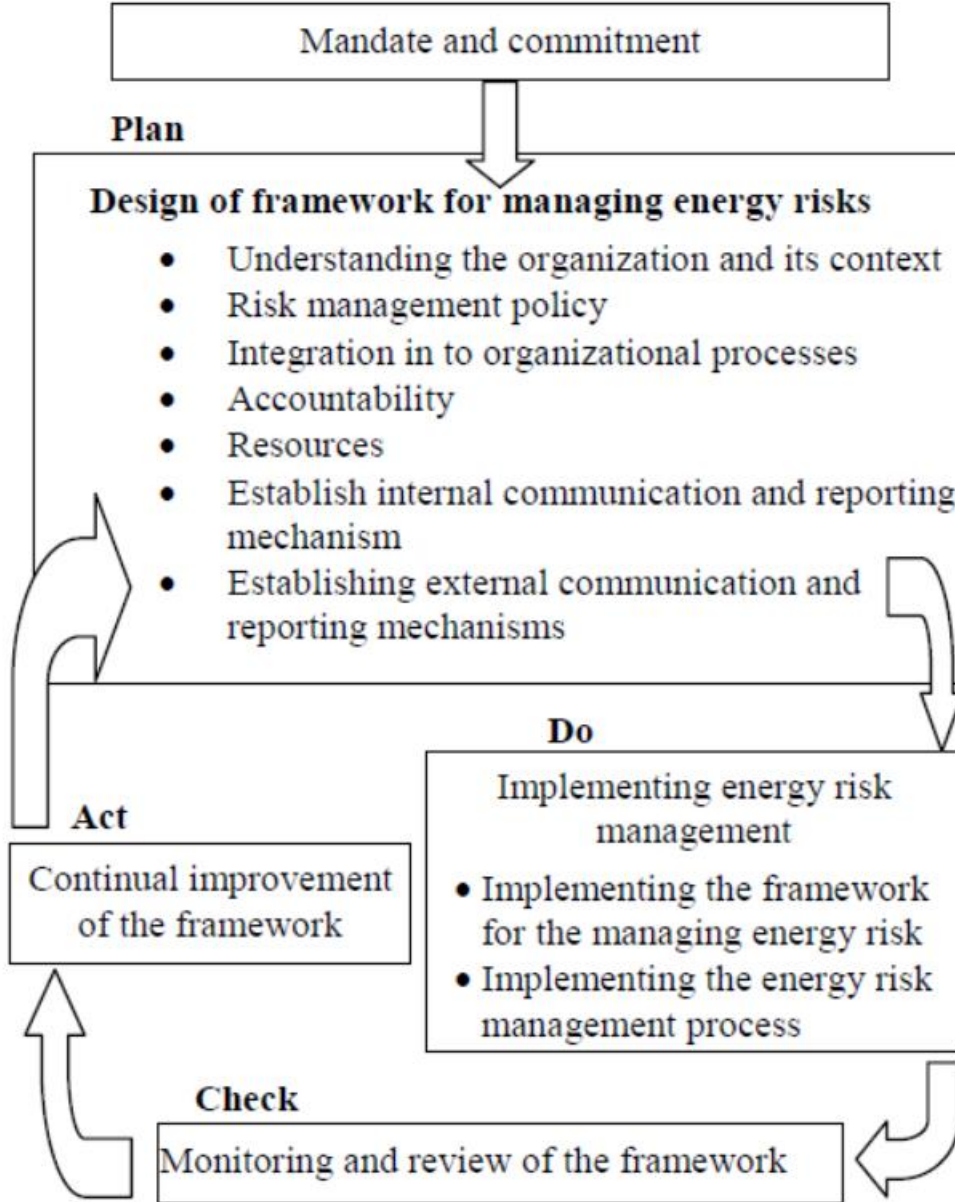 Mandate and commitment
Plan
Design of framework for managing energy risks
• Understanding the organization and its context
• Risk management policy
• Integration in to organizational processes
• Accountability
• Resources
• Establish internal communication and reporting
mechanism
• Establishing external communication and
reporting mechanisms
Do
Implementing energy risk
management
• Implementing the framework
for the managing energy risk
• Implementing the energy risk
management process
Act
Continual improvement
of the framework
Check
Monitoring and review of the framework